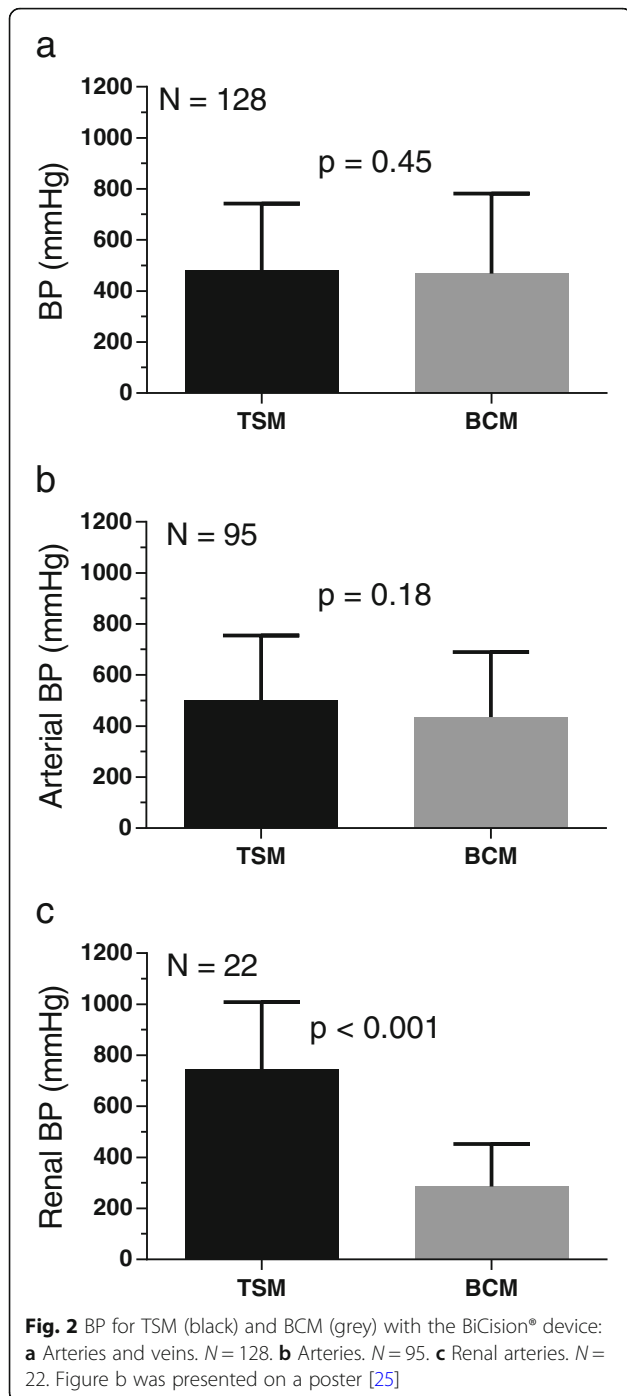 a
1200
N = 128
1000
p = 0.45
800
600
400
200
0
BP (mmHg)
TSM BCM
b
1200
N = 95
1000
p = 0.18
800
600
400
200
0
Arterial BP (mmHg)
TSM BCM
c
1200
N = 22
1000
p < 0.001
800
600
400
200
0
Renal BP (mmHg)
TSM BCM
Fig. 2 BP for TSM (black) and BCM (grey) with the BiCision® device:
a Arteries and veins. N = 128. b Arteries. N = 95. c Renal arteries. N =
22. Figure b was presented on a poster [25]